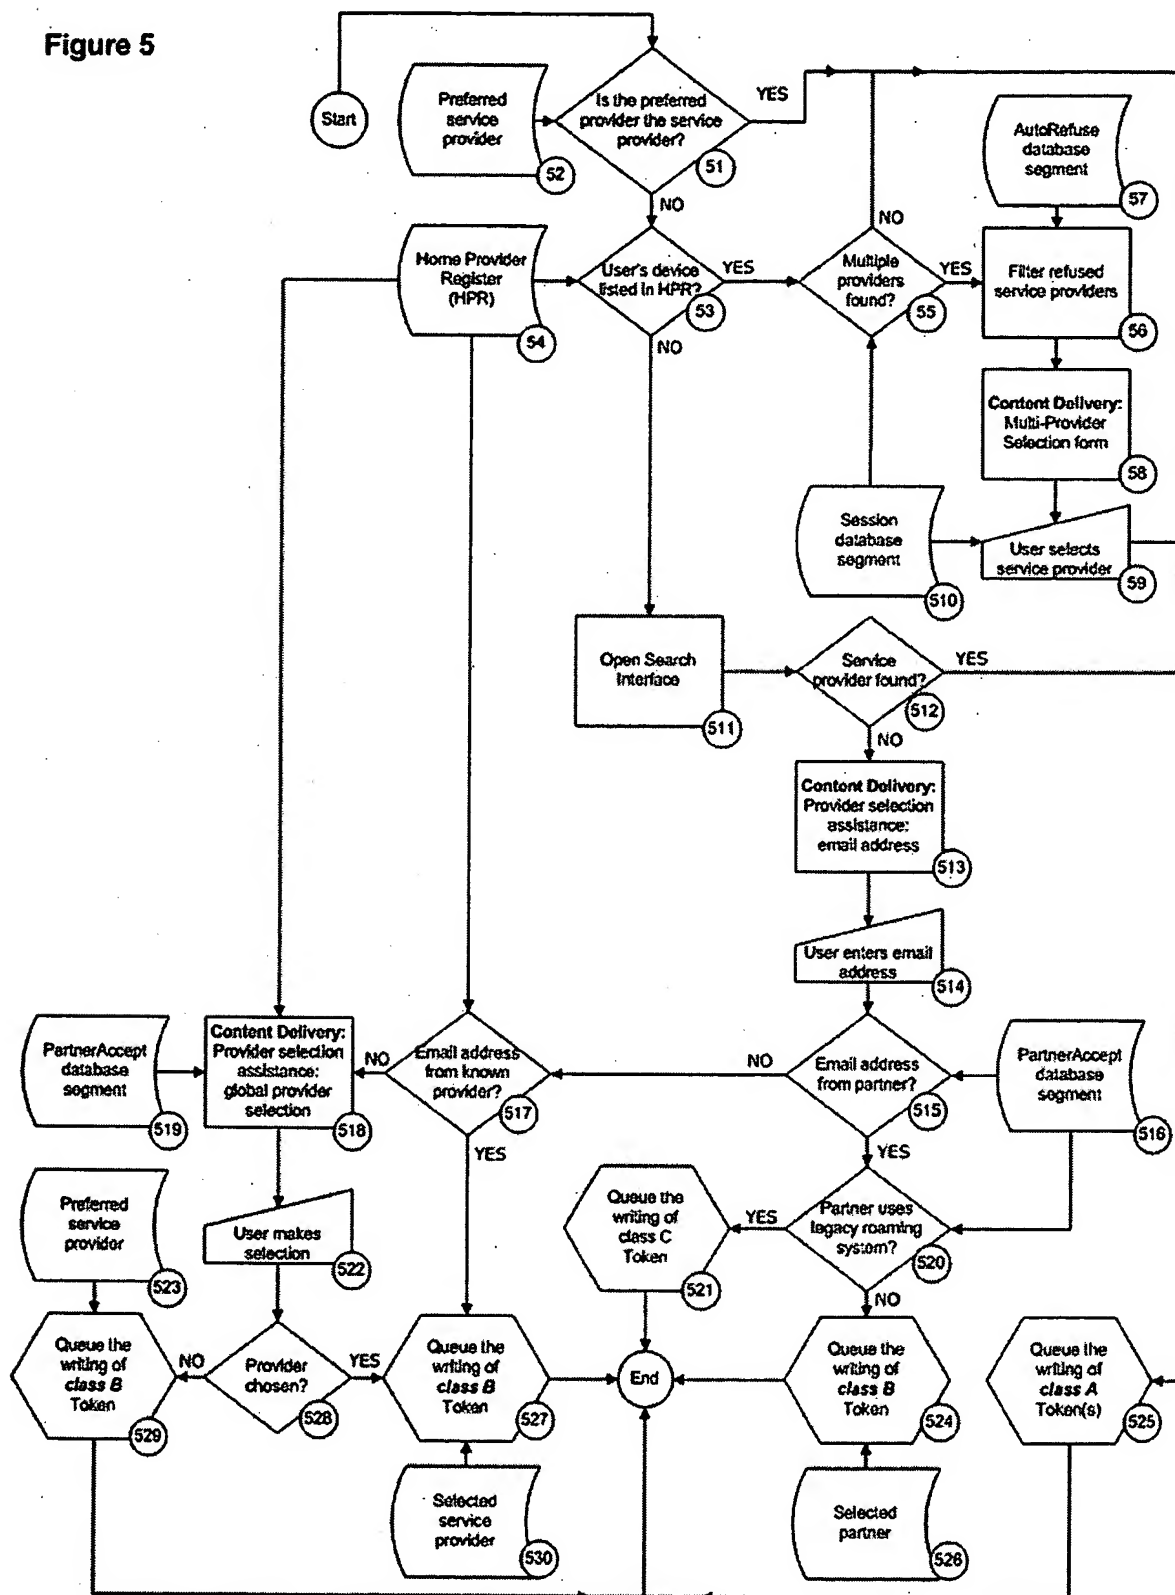 Figure 5
Start
Preferred
service
provider
52
Is the preferred
provider the service
provider?
51
YES
NO
AutoRefuse
database
segment
57
Home Provider
Register
(HPR)
54
User's device
listed in HPR?
53
YES
NO
Multiple
providers
found?
55
NO
YES
Filter refused
service providers
56
Content Delivery:
Multi-Provider
Selection form
58
Session
database
segment
510
User selects
service provider
59
Open Search
Interface
511
Service
provider found?
512
YES
NO
Content Delivery:
Provider selection
assistance:
email address
513
User enters email
address
514
PartnerAccept
database
segment
519
Content Delivery:
Provider selection
assistance:
global provider
selection
518
NO
Email address
from known
provider?
517
YES
NO
Email address
from partner?
515
YES
PartnerAccept
database
segment
516
Preferred
service
provider
523
User makes
selection
522
Queue the
writing of
class C
Token
521
YES
Partner uses
legacy roaming
system?
520
NO
Queue the
writing of
class B
Token
529
NO
Provider
chosen?
528
YES
Queue the
writing of
class B
Token
527
End
Queue the
writing of
class B
Token
524
Queue the
writing of
class A
Token(s)
525
Selected
service
provider
530
Selected
partner
526